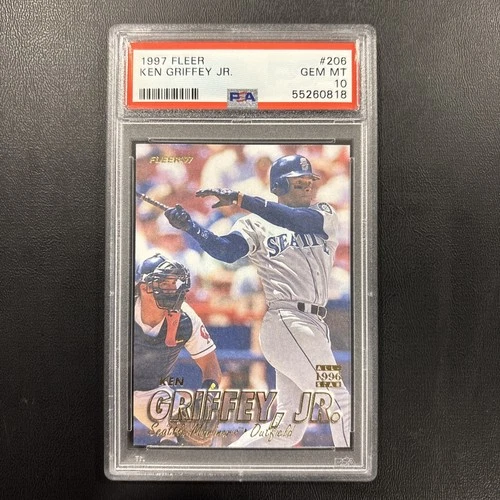 1997 FLEER #206
KEN GRIFFEY JR. GEM MT
10
PSA 55260818
FLEER '97
SEATTL
ALL-
1996
STAR
KEN
GRIFFEY, JR.
Seattle Mariners • Outfield